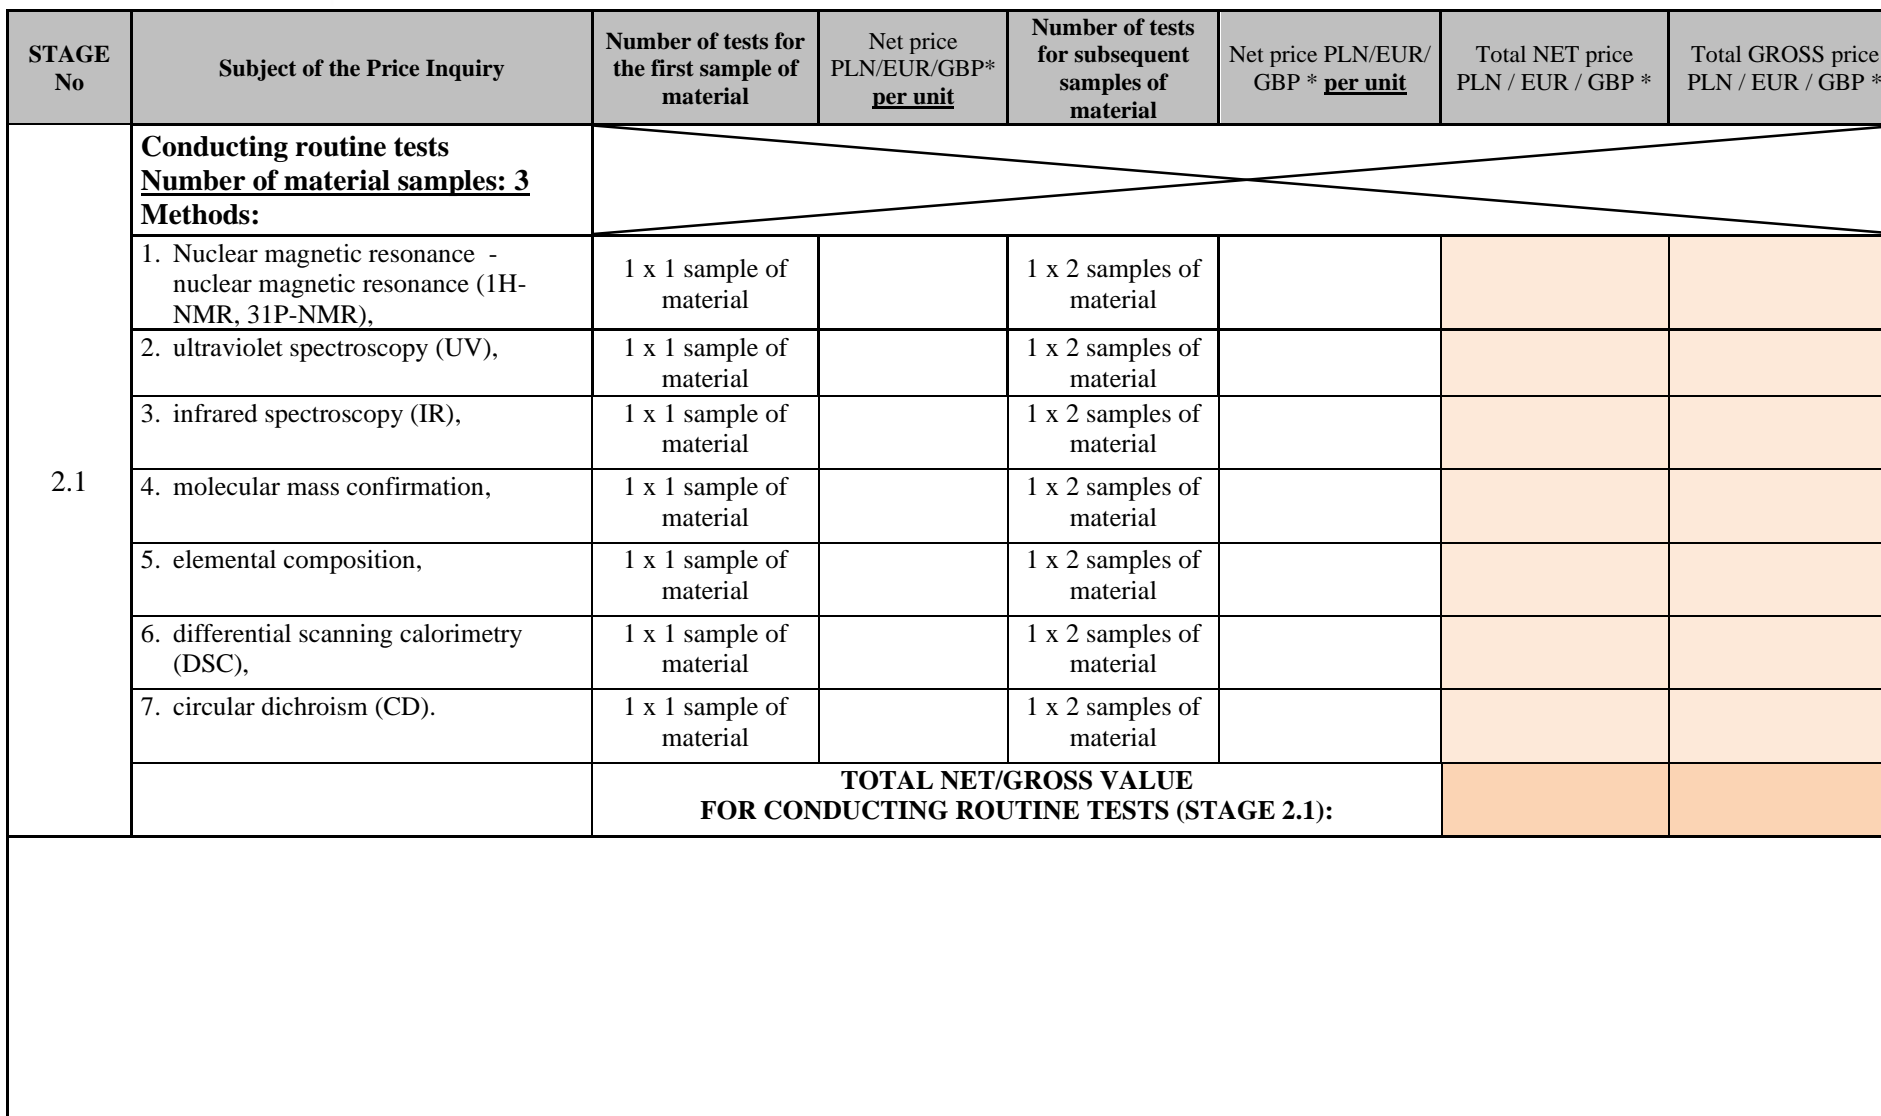 STAGE
No
Subject of the Price Inquiry
Number of tests for
the first sample of
material
Net price
PLN/EUR/GBP*
per unit
Number of tests
for subsequent
samples of
material
Net price PLN/EUR/
GBP * per unit
Total NET price
PLN / EUR / GBP *
Total GROSS price
PLN / EUR / GBP *
2.1
Conducting routine tests
Number of material samples: 3
Methods:
1. Nuclear magnetic resonance -
nuclear magnetic resonance (1H-
NMR, 31P-NMR),
1 x 1 sample of
material
1 x 2 samples of
material
2. ultraviolet spectroscopy (UV),
1 x 1 sample of
material
1 x 2 samples of
material
3. infrared spectroscopy (IR),
1 x 1 sample of
material
1 x 2 samples of
material
4. molecular mass confirmation,
1 x 1 sample of
material
1 x 2 samples of
material
5. elemental composition,
1 x 1 sample of
material
1 x 2 samples of
material
6. differential scanning calorimetry
(DSC),
1 x 1 sample of
material
1 x 2 samples of
material
7. circular dichroism (CD).
1 x 1 sample of
material
1 x 2 samples of
material
TOTAL NET/GROSS VALUE
FOR CONDUCTING ROUTINE TESTS (STAGE 2.1):